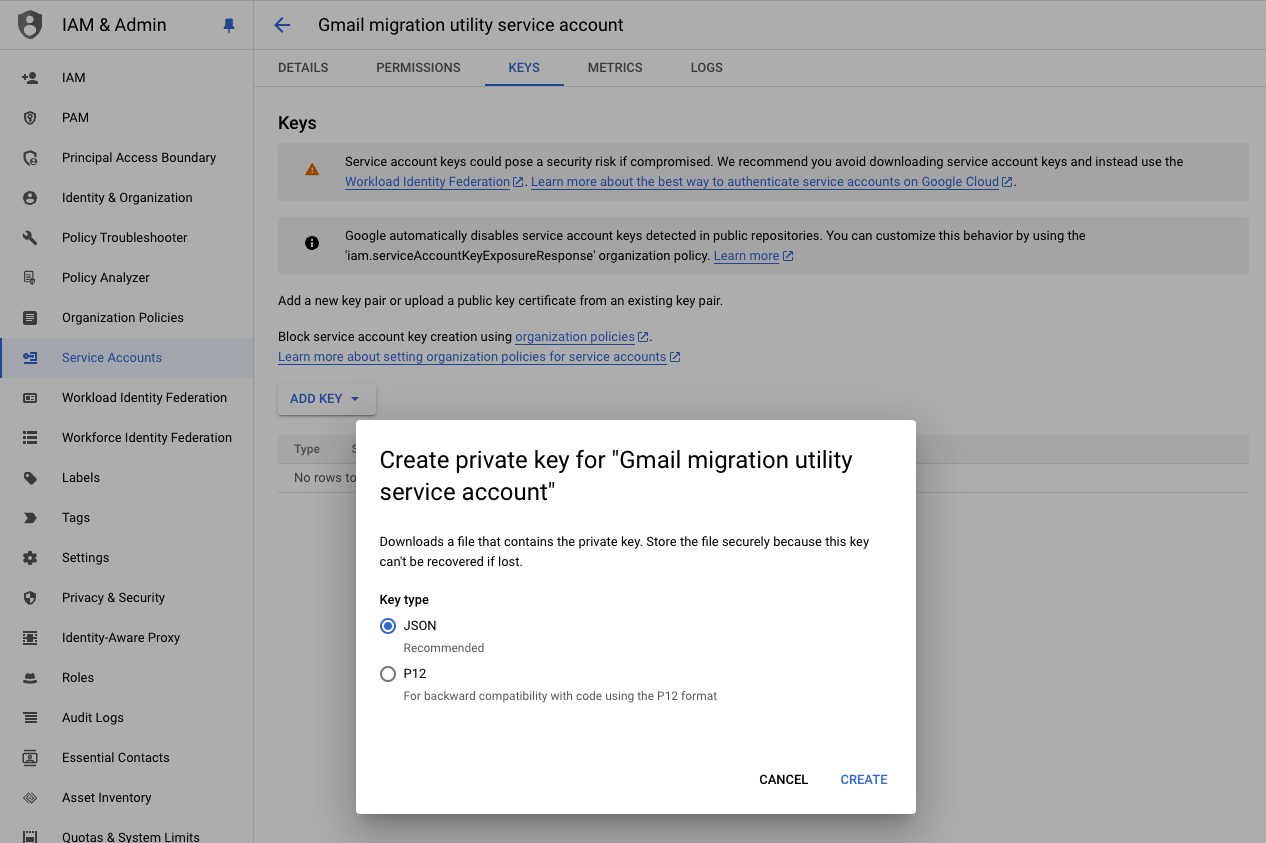 IAM & Admin
Gmail migration utility service account
DETAILS PERMISSIONS KEYS METRICS LOGS
IAM
PAM
Principal Access Boundary
Identity & Organization
Policy Troubleshooter
Policy Analyzer
Organization Policies
Service Accounts
Workload Identity Federation
Workforce Identity Federation
Labels
Tags
Settings
Privacy & Security
Identity-Aware Proxy
Roles
Audit Logs
Essential Contacts
Asset Inventory
Quotas & System Limits
Keys
Service account keys could pose a security risk if compromised. We recommend you avoid downloading service account keys and instead use the
Workload Identity Federation. Learn more about the best way to authenticate service accounts on Google Cloud.
Google automatically disables service account keys detected in public repositories. You can customize this behavior by using the
'iam.serviceAccountKeyExposureResponse' organization policy. Learn more
Add a new key pair or upload a public key certificate from an existing key pair.
Block service account key creation using organization policies.
Learn more about setting organization policies for service accounts
ADD KEY
Type
No rows to
Create private key for "Gmail migration utility
service account"
Downloads a file that contains the private key. Store the file securely because this key
can't be recovered if lost.
Key type
JSON
Recommended
P12
For backward compatibility with code using the P12 format
CANCEL CREATE